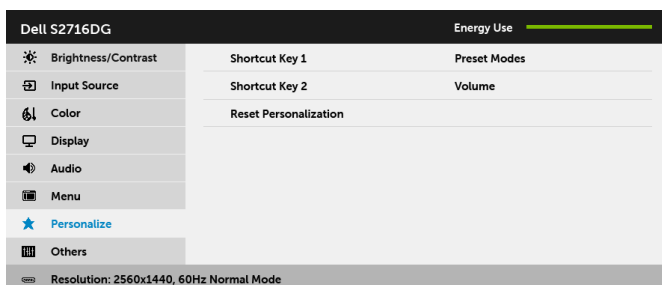 Dell S2716DG Energy Use
Brightness/Contrast Shortcut Key 1 Preset Modes
Input Source Shortcut Key 2 Volume
Color Reset Personalization
Display
Audio
Menu
Personalize
Others
Resolution: 2560x1440, 60Hz Normal Mode